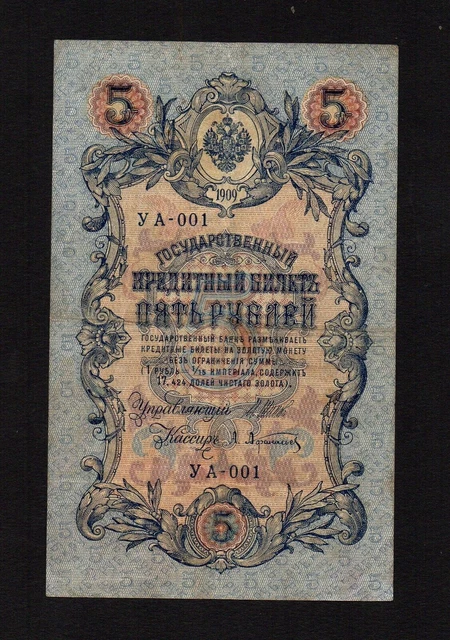 5 5
1909
УА-001
ГОСУДАРСТВЕННЫЙ
КРЕДИТНЫЙ БИЛЕТЪ
ПЯТЬ РУБЛЕЙ
ГОСУДАРСТВЕННЫЙ БАНКЪ РАЗМѢНИВАЕТЪ
КРЕДИТНЫЕ БИЛЕТЫ НА ЗОЛОТУЮ МОНЕТУ
БЕЗЪ ОГРАНИЧЕНІЯ СУММЫ
(1 РУБЛЬ = 1/15 ИМПЕРІАЛА, СОДЕРЖИТЪ
17,424 ДОЛЕЙ ЧИСТАГО ЗОЛОТА).
Управляющій
Кассиръ
УА-001
5